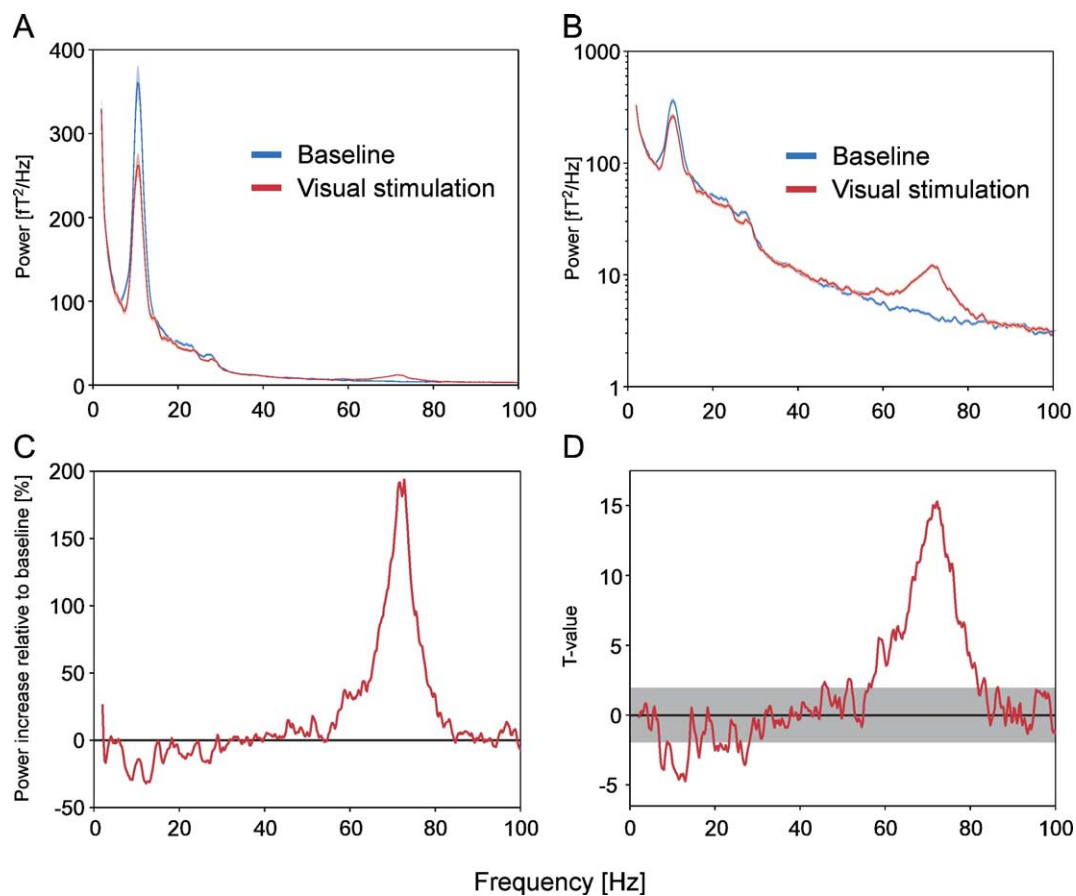 A
Power [fT²/Hz]
400
300
200
100
0
0 20 40 60 80 100
Baseline
Visual stimulation
B
Power [fT²/Hz]
1000
100
10
1
0 20 40 60 80 100
Baseline
Visual stimulation
C
Power increase relative to baseline [%]
200
150
100
50
0
-50
0 20 40 60 80 100
D
T-value
15
10
5
0
-5
0 20 40 60 80 100
Frequency [Hz]